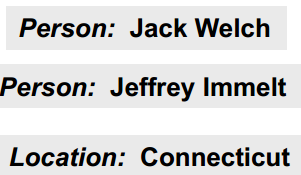 Person: Jack Welch
Person: Jeffrey Immelt
Location: Connecticut